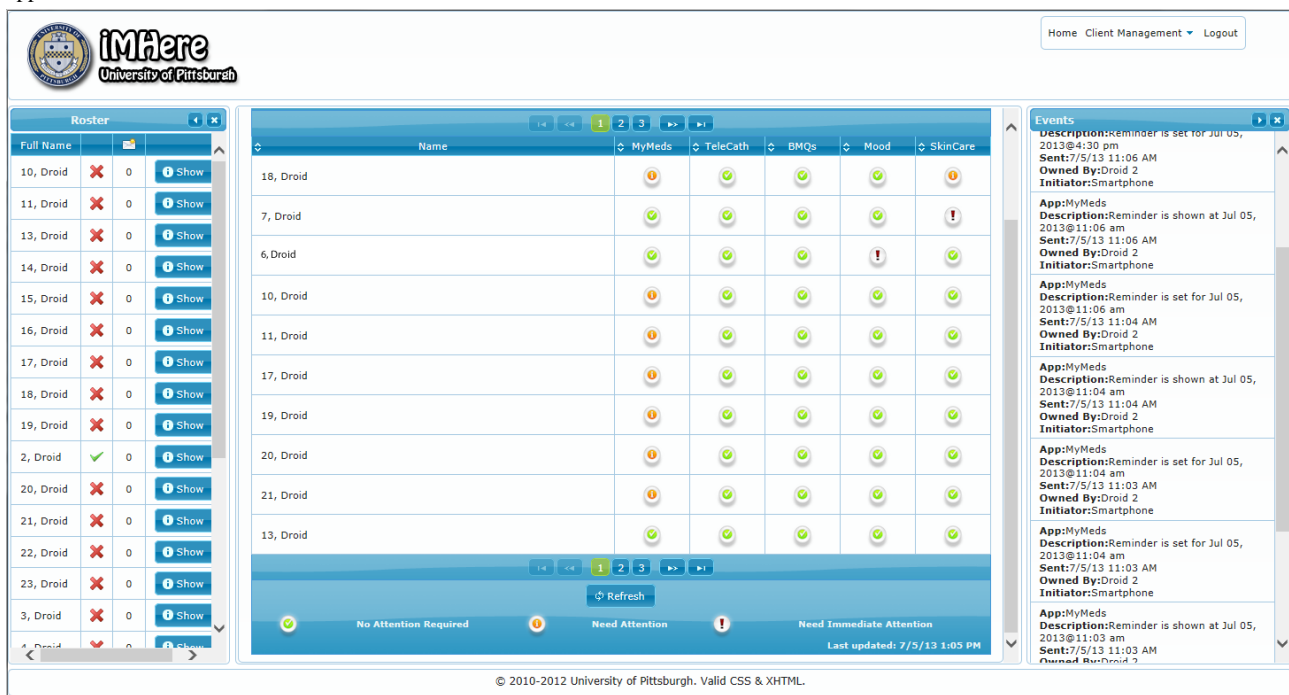 iMHere
University of Pittsburgh
Home Client Management Logout
Roster
Full Name
10, Droid 0 Show
11, Droid 0 Show
13, Droid 0 Show
14, Droid 0 Show
15, Droid 0 Show
16, Droid 0 Show
17, Droid 0 Show
18, Droid 0 Show
19, Droid 0 Show
2, Droid 0 Show
20, Droid 0 Show
21, Droid 0 Show
22, Droid 0 Show
23, Droid 0 Show
3, Droid 0 Show
4, Droid 0 Show
1 2 3
Name MyMeds TeleCath BMQs Mood SkinCare
18, Droid
7, Droid
6, Droid
10, Droid
11, Droid
17, Droid
19, Droid
20, Droid
21, Droid
13, Droid
1 2 3
Refresh
No Attention Required Need Attention Need Immediate Attention
Last updated: 7/5/13 1:05 PM
Events
Description:Reminder is set for Jul 05,
2013@4:30 pm
Sent:7/5/13 11:06 AM
Owned By:Droid 2
Initiator:Smartphone
App:MyMeds
Description:Reminder is shown at Jul 05,
2013@11:06 am
Sent:7/5/13 11:06 AM
Owned By:Droid 2
Initiator:Smartphone
App:MyMeds
Description:Reminder is set for Jul 05,
2013@11:06 am
Sent:7/5/13 11:04 AM
Owned By:Droid 2
Initiator:Smartphone
App:MyMeds
Description:Reminder is shown at Jul 05,
2013@11:04 am
Sent:7/5/13 11:04 AM
Owned By:Droid 2
Initiator:Smartphone
App:MyMeds
Description:Reminder is set for Jul 05,
2013@11:04 am
Sent:7/5/13 11:03 AM
Owned By:Droid 2
Initiator:Smartphone
App:MyMeds
Description:Reminder is set for Jul 05,
2013@11:04 am
Sent:7/5/13 11:03 AM
Owned By:Droid 2
Initiator:Smartphone
App:MyMeds
Description:Reminder is shown at Jul 05,
2013@11:03 am
Sent:7/5/13 11:03 AM
Owned By:Droid 2
© 2010-2012 University of Pittsburgh. Valid CSS & XHTML.